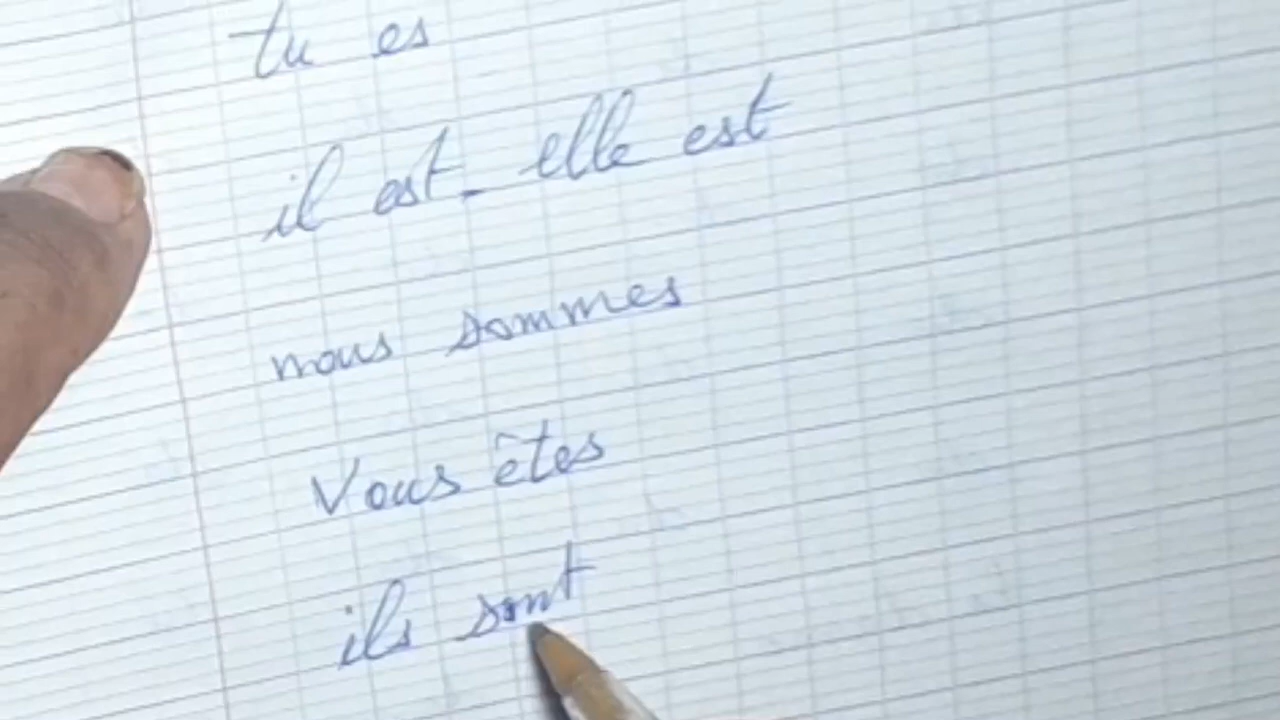 tu es
il est - elle est
nous sommes
Vous êtes
ils sont